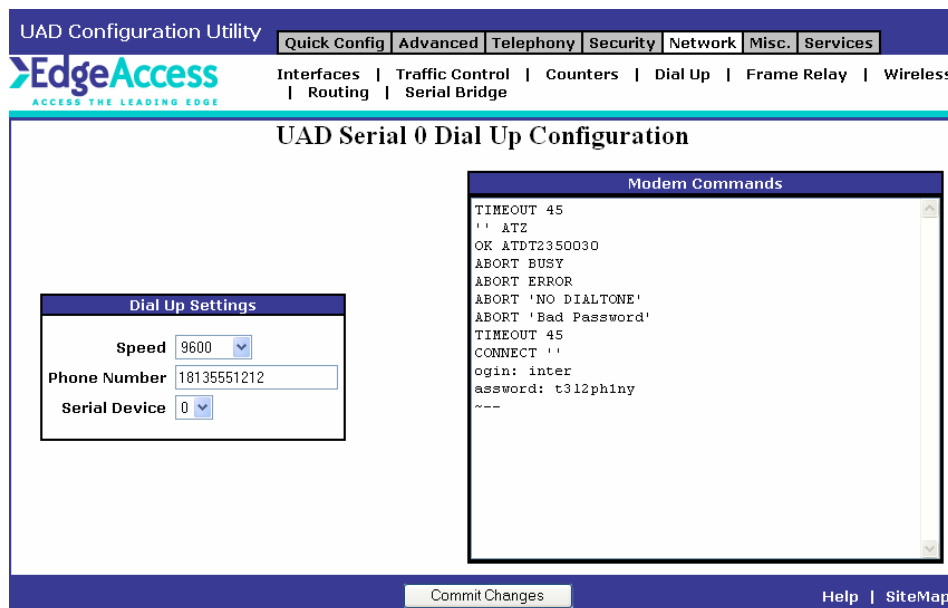 UAD Configuration Utility
Quick Config Advanced Telephony Security Network Misc. Services
EdgeAccess
ACCESS THE LEADING EDGE
Interfaces | Traffic Control | Counters | Dial Up | Frame Relay | Wireless
| Routing | Serial Bridge
UAD Serial 0 Dial Up Configuration
Dial Up Settings
Speed 9600
Phone Number 18135551212
Serial Device 0
Modem Commands
TIMEOUT 45
'' ATZ
OK ATDT2350030
ABORT BUSY
ABORT ERROR
ABORT 'NO DIALTONE'
ABORT 'Bad Password'
TIMEOUT 45
CONNECT ''
ogin: inter
assword: t3l2ph1ny
~--
Commit Changes
Help | SiteMap